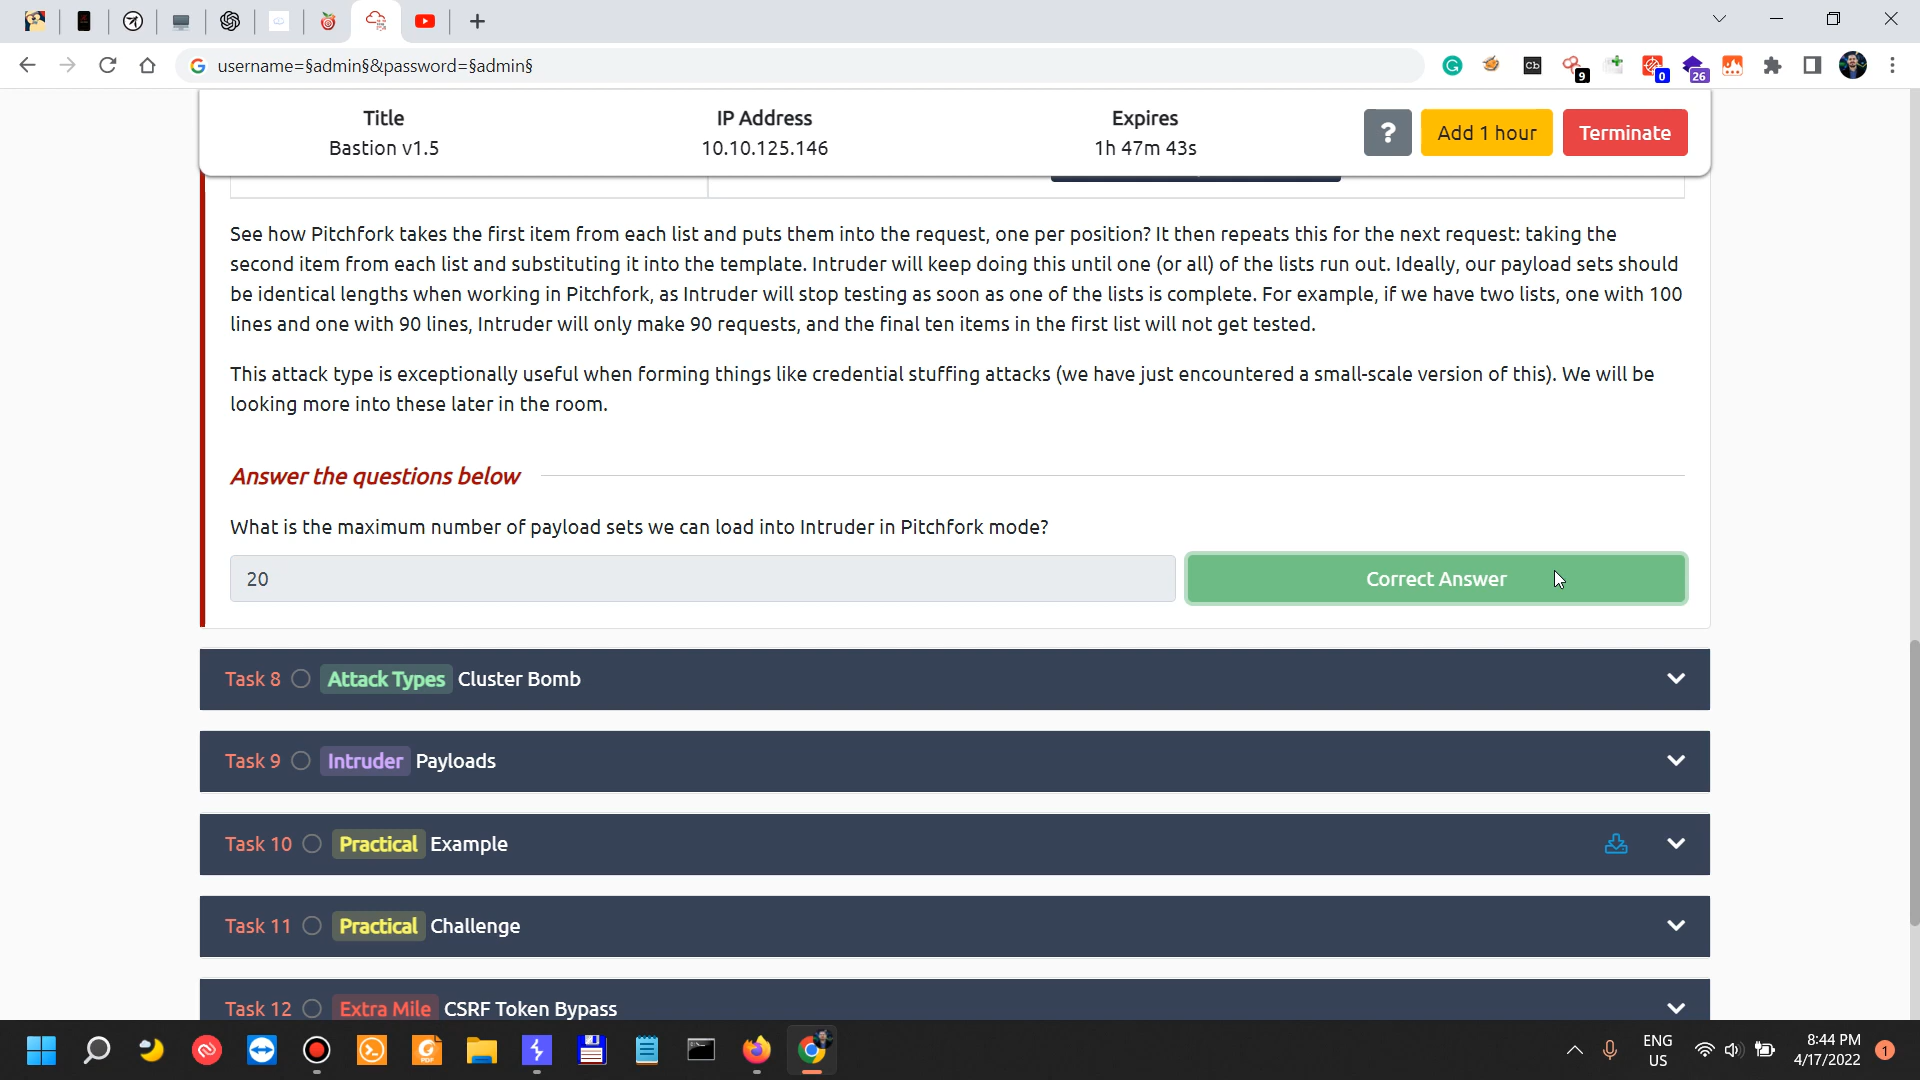 username=§admin§&password=§admin§
9
0
26
Title
Bastion v1.5
IP Address
10.10.125.146
Expires
1h 47m 43s
?
Add 1 hour
Terminate
See how Pitchfork takes the first item from each list and puts them into the request, one per position? It then repeats this for the next request: taking the
second item from each list and substituting it into the template. Intruder will keep doing this until one (or all) of the lists run out. Ideally, our payload sets should
be identical lengths when working in Pitchfork, as Intruder will stop testing as soon as one of the lists is complete. For example, if we have two lists, one with 100
lines and one with 90 lines, Intruder will only make 90 requests, and the final ten items in the first list will not get tested.
This attack type is exceptionally useful when forming things like credential stuffing attacks (we have just encountered a small-scale version of this). We will be
looking more into these later in the room.
Answer the questions below
What is the maximum number of payload sets we can load into Intruder in Pitchfork mode?
20
Correct Answer
Task 8 Attack Types Cluster Bomb
Task 9 Intruder Payloads
Task 10 Practical Example
Task 11 Practical Challenge
Task 12 Extra Mile CSRF Token Bypass
ENG
US
8:44 PM
4/17/2022
1